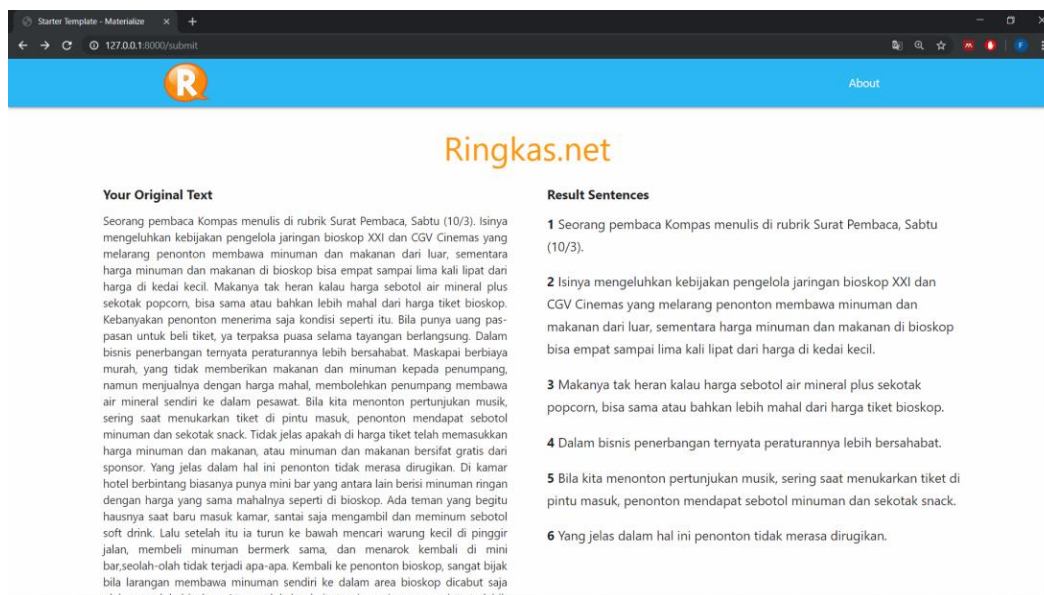 Starter Template - Materialize
127.0.0.1:8000/submit
F
R
About
Ringkas.net
Your Original Text
Seorang pembaca Kompas menulis di rubrik Surat Pembaca, Sabtu (10/3). Isinya
mengeluhkan kebijakan pengelola jaringan bioskop XXI dan CGV Cinemas yang
melarang penonton membawa minuman dan makanan dari luar, sementara
harga minuman dan makanan di bioskop bisa empat sampai lima kali lipat dari
harga di kedai kecil. Makanya tak heran kalau harga sebotol air mineral plus
sekotak popcorn, bisa sama atau bahkan lebih mahal dari harga tiket bioskop.
Kebanyakan penonton menerima saja kondisi seperti itu. Bila punya uang pas-
pasan untuk beli tiket, ya terpaksa puasa selama tayangan berlangsung. Dalam
bisnis penerbangan ternyata peraturannya lebih bersahabat. Maskapai berbiaya
murah, yang tidak memberikan makanan dan minuman kepada penumpang,
namun menjualnya dengan harga mahal, membolehkan penumpang membawa
air mineral sendiri ke dalam pesawat. Bila kita menonton pertunjukan musik,
sering saat menukarkan tiket di pintu masuk, penonton mendapat sebotol
minuman dan sekotak snack. Tidak jelas apakah di harga tiket telah memasukkan
harga minuman dan makanan, atau minuman dan makanan bersifat gratis dari
sponsor. Yang jelas dalam hal ini penonton tidak merasa dirugikan. Di kamar
hotel berbintang biasanya punya mini bar yang antara lain berisi minuman ringan
dengan harga yang sama mahalnya seperti di bioskop. Ada teman yang begitu
hausnya saat baru masuk kamar, santai saja mengambil dan meminum sebotol
soft drink. Lalu setelah itu ia turun ke bawah mencari warung kecil di pinggir
jalan, membeli minuman bermerk sama, dan menarok kembali di mini
bar,seolah-olah tidak terjadi apa-apa. Kembali ke penonton bioskop, sangat bijak
bila larangan membawa minuman sendiri ke dalam area bioskop dicabut saja
Result Sentences
1 Seorang pembaca Kompas menulis di rubrik Surat Pembaca, Sabtu
(10/3).
2 Isinya mengeluhkan kebijakan pengelola jaringan bioskop XXI dan
CGV Cinemas yang melarang penonton membawa minuman dan
makanan dari luar, sementara harga minuman dan makanan di bioskop
bisa empat sampai lima kali lipat dari harga di kedai kecil.
3 Makanya tak heran kalau harga sebotol air mineral plus sekotak
popcorn, bisa sama atau bahkan lebih mahal dari harga tiket bioskop.
4 Dalam bisnis penerbangan ternyata peraturannya lebih bersahabat.
5 Bila kita menonton pertunjukan musik, sering saat menukarkan tiket di
pintu masuk, penonton mendapat sebotol minuman dan sekotak snack.
6 Yang jelas dalam hal ini penonton tidak merasa dirugikan.